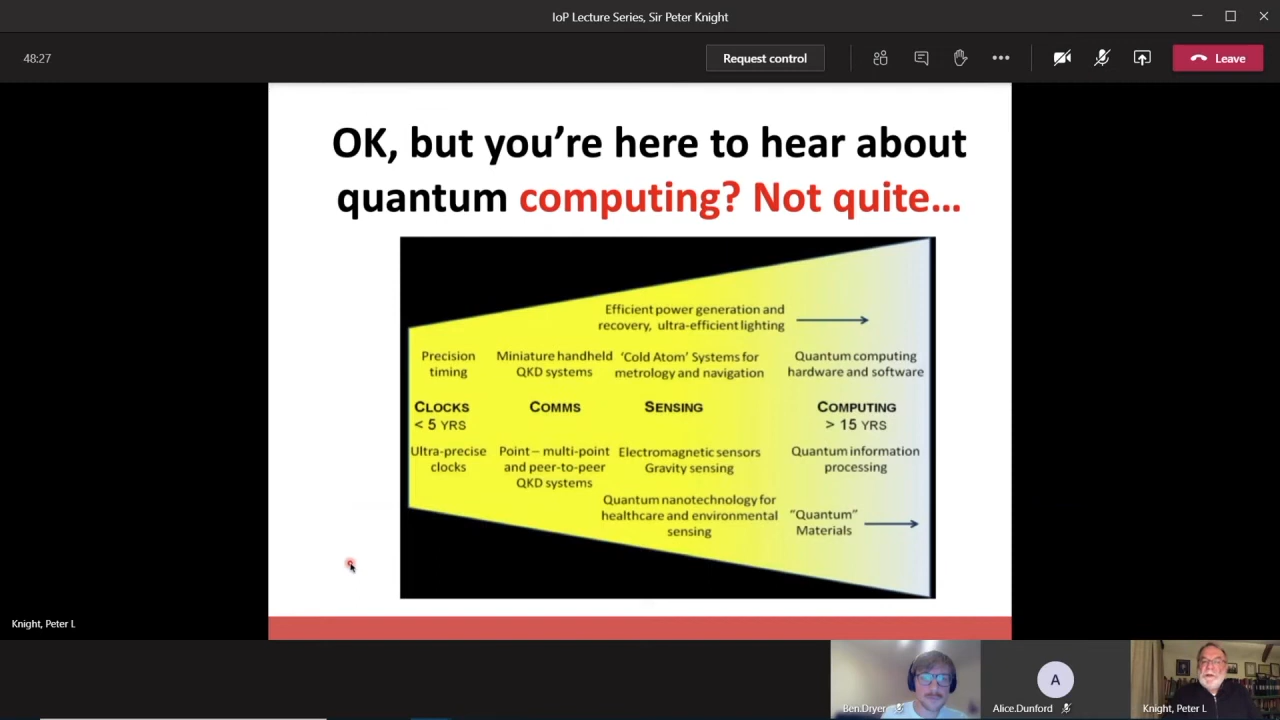 IoP Lecture Series, Sir Peter Knight
48:27
Request control
Leave
OK, but you're here to hear about
quantum computing? Not quite…
Efficient power generation and
recovery, ultra-efficient lighting
Precision
timing
Miniature handheld
QKD systems
'Cold Atom' Systems for
metrology and navigation
Quantum computing
hardware and software
CLOCKS
< 5 YRS
COMMS
SENSING
COMPUTING
> 15 YRS
Ultra-precise
clocks
Point – multi-point
and peer-to-peer
QKD systems
Electromagnetic sensors
Gravity sensing
Quantum information
processing
Quantum nanotechnology for
healthcare and environmental
sensing
"Quantum"
Materials
Knight, Peter L
Ben.Dryer
A
Alice.Dunford
Knight, Peter L